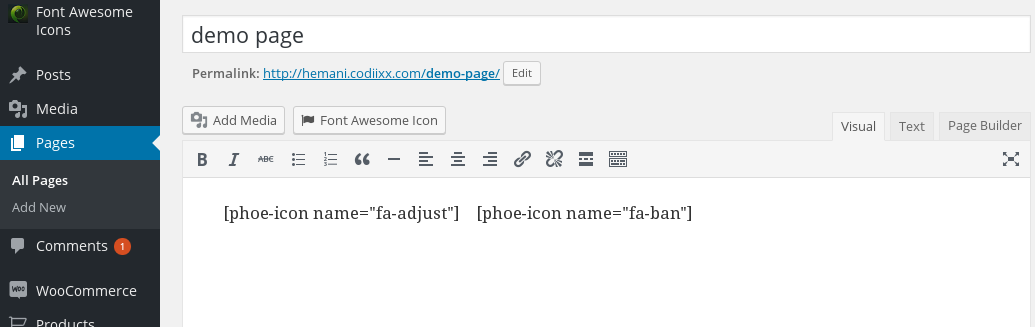 Font Awesome
Icons
Posts
Media
Pages
All Pages
Add New
Comments 1
WooCommerce
Products
demo page
Permalink: http://hemani.codiixx.com/demo-page/ Edit
Add Media Font Awesome Icon
Visual Text Page Builder
B I ABC
[phoe-icon name="fa-adjust"] [phoe-icon name="fa-ban"]